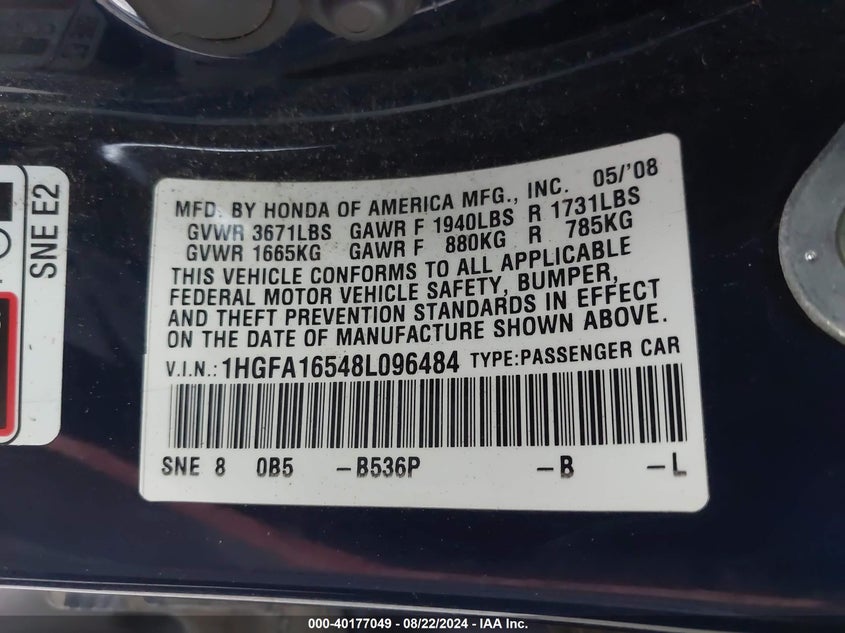 MFD. BY HONDA OF AMERICA MFG., INC. 05/'08
GVWR 3671LBS GAWR F 1940LBS R 1731LBS
GVWR 1665KG GAWR F 880KG R 785KG
THIS VEHICLE CONFORMS TO ALL APPLICABLE
FEDERAL MOTOR VEHICLE SAFETY, BUMPER,
AND THEFT PREVENTION STANDARDS IN EFFECT
ON THE DATE OF MANUFACTURE SHOWN ABOVE.
V.I.N.: 1HGFA16548L096484 TYPE:PASSENGER CAR
SNE 8 0B5 -B536P -B -L
SNE E2
000-40177049 - 08/22/2024 - IAA Inc.